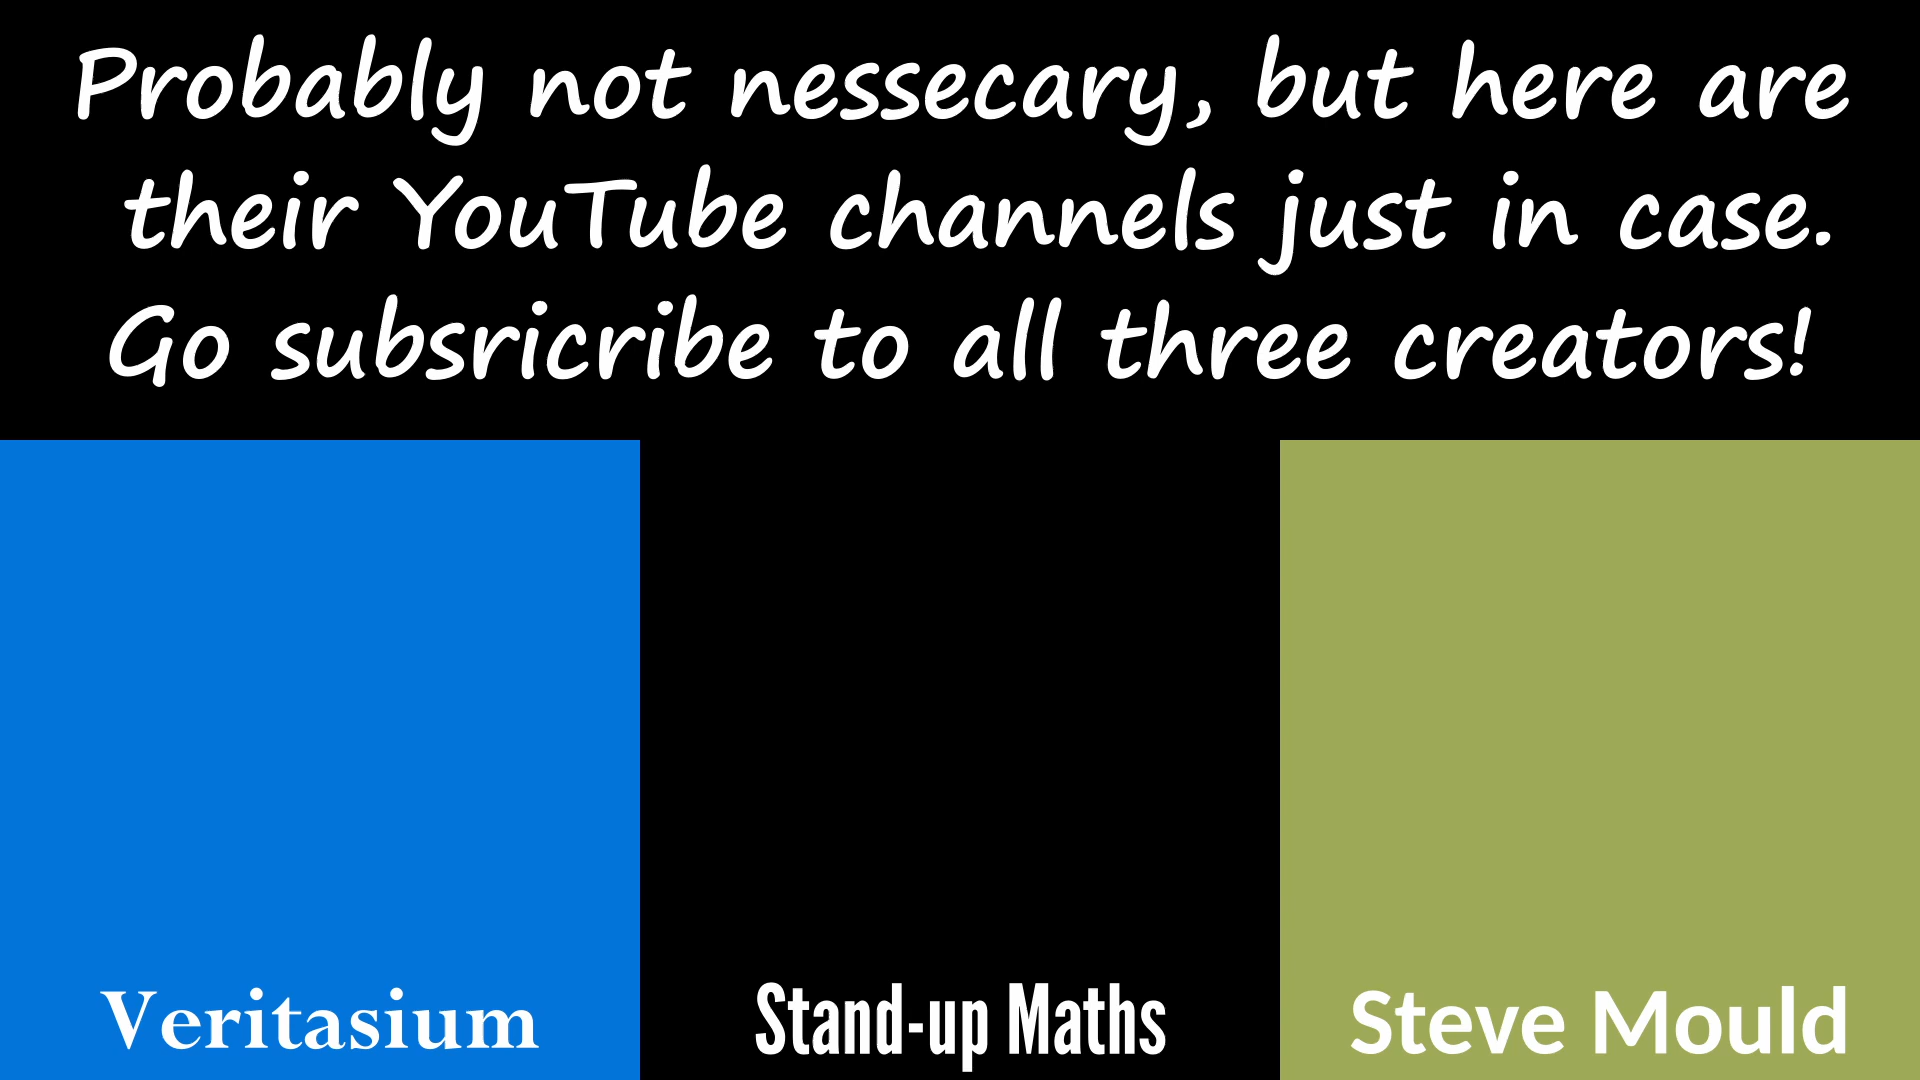 Probably not nessecary, but here are
their YouTube channels just in case.
Go subsricribe to all three creators!
Veritasium
Stand-up Maths
Steve Mould